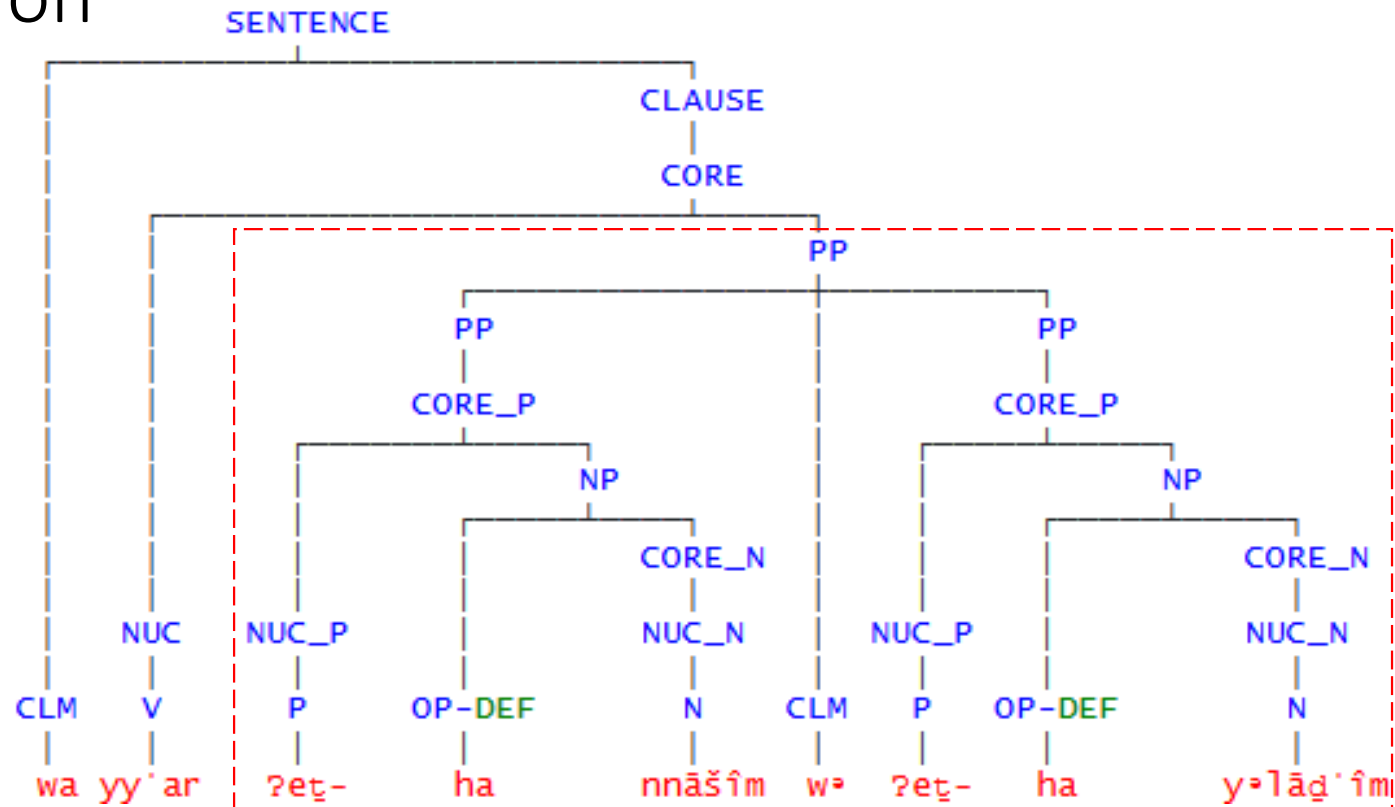 on
SENTENCE
CLAUSE
CORE
PP
PP PP
CORE_P CORE_P
NP NP
CORE_N CORE_N
NUC NUC_P NUC_N NUC_P NUC_N
CLM V P OP-DEF N CLM P OP-DEF N
wa yyˈar ʔeṯ- ha nnāšîm wᵊ ʔeṯ- ha yᵊlāḏˈîm